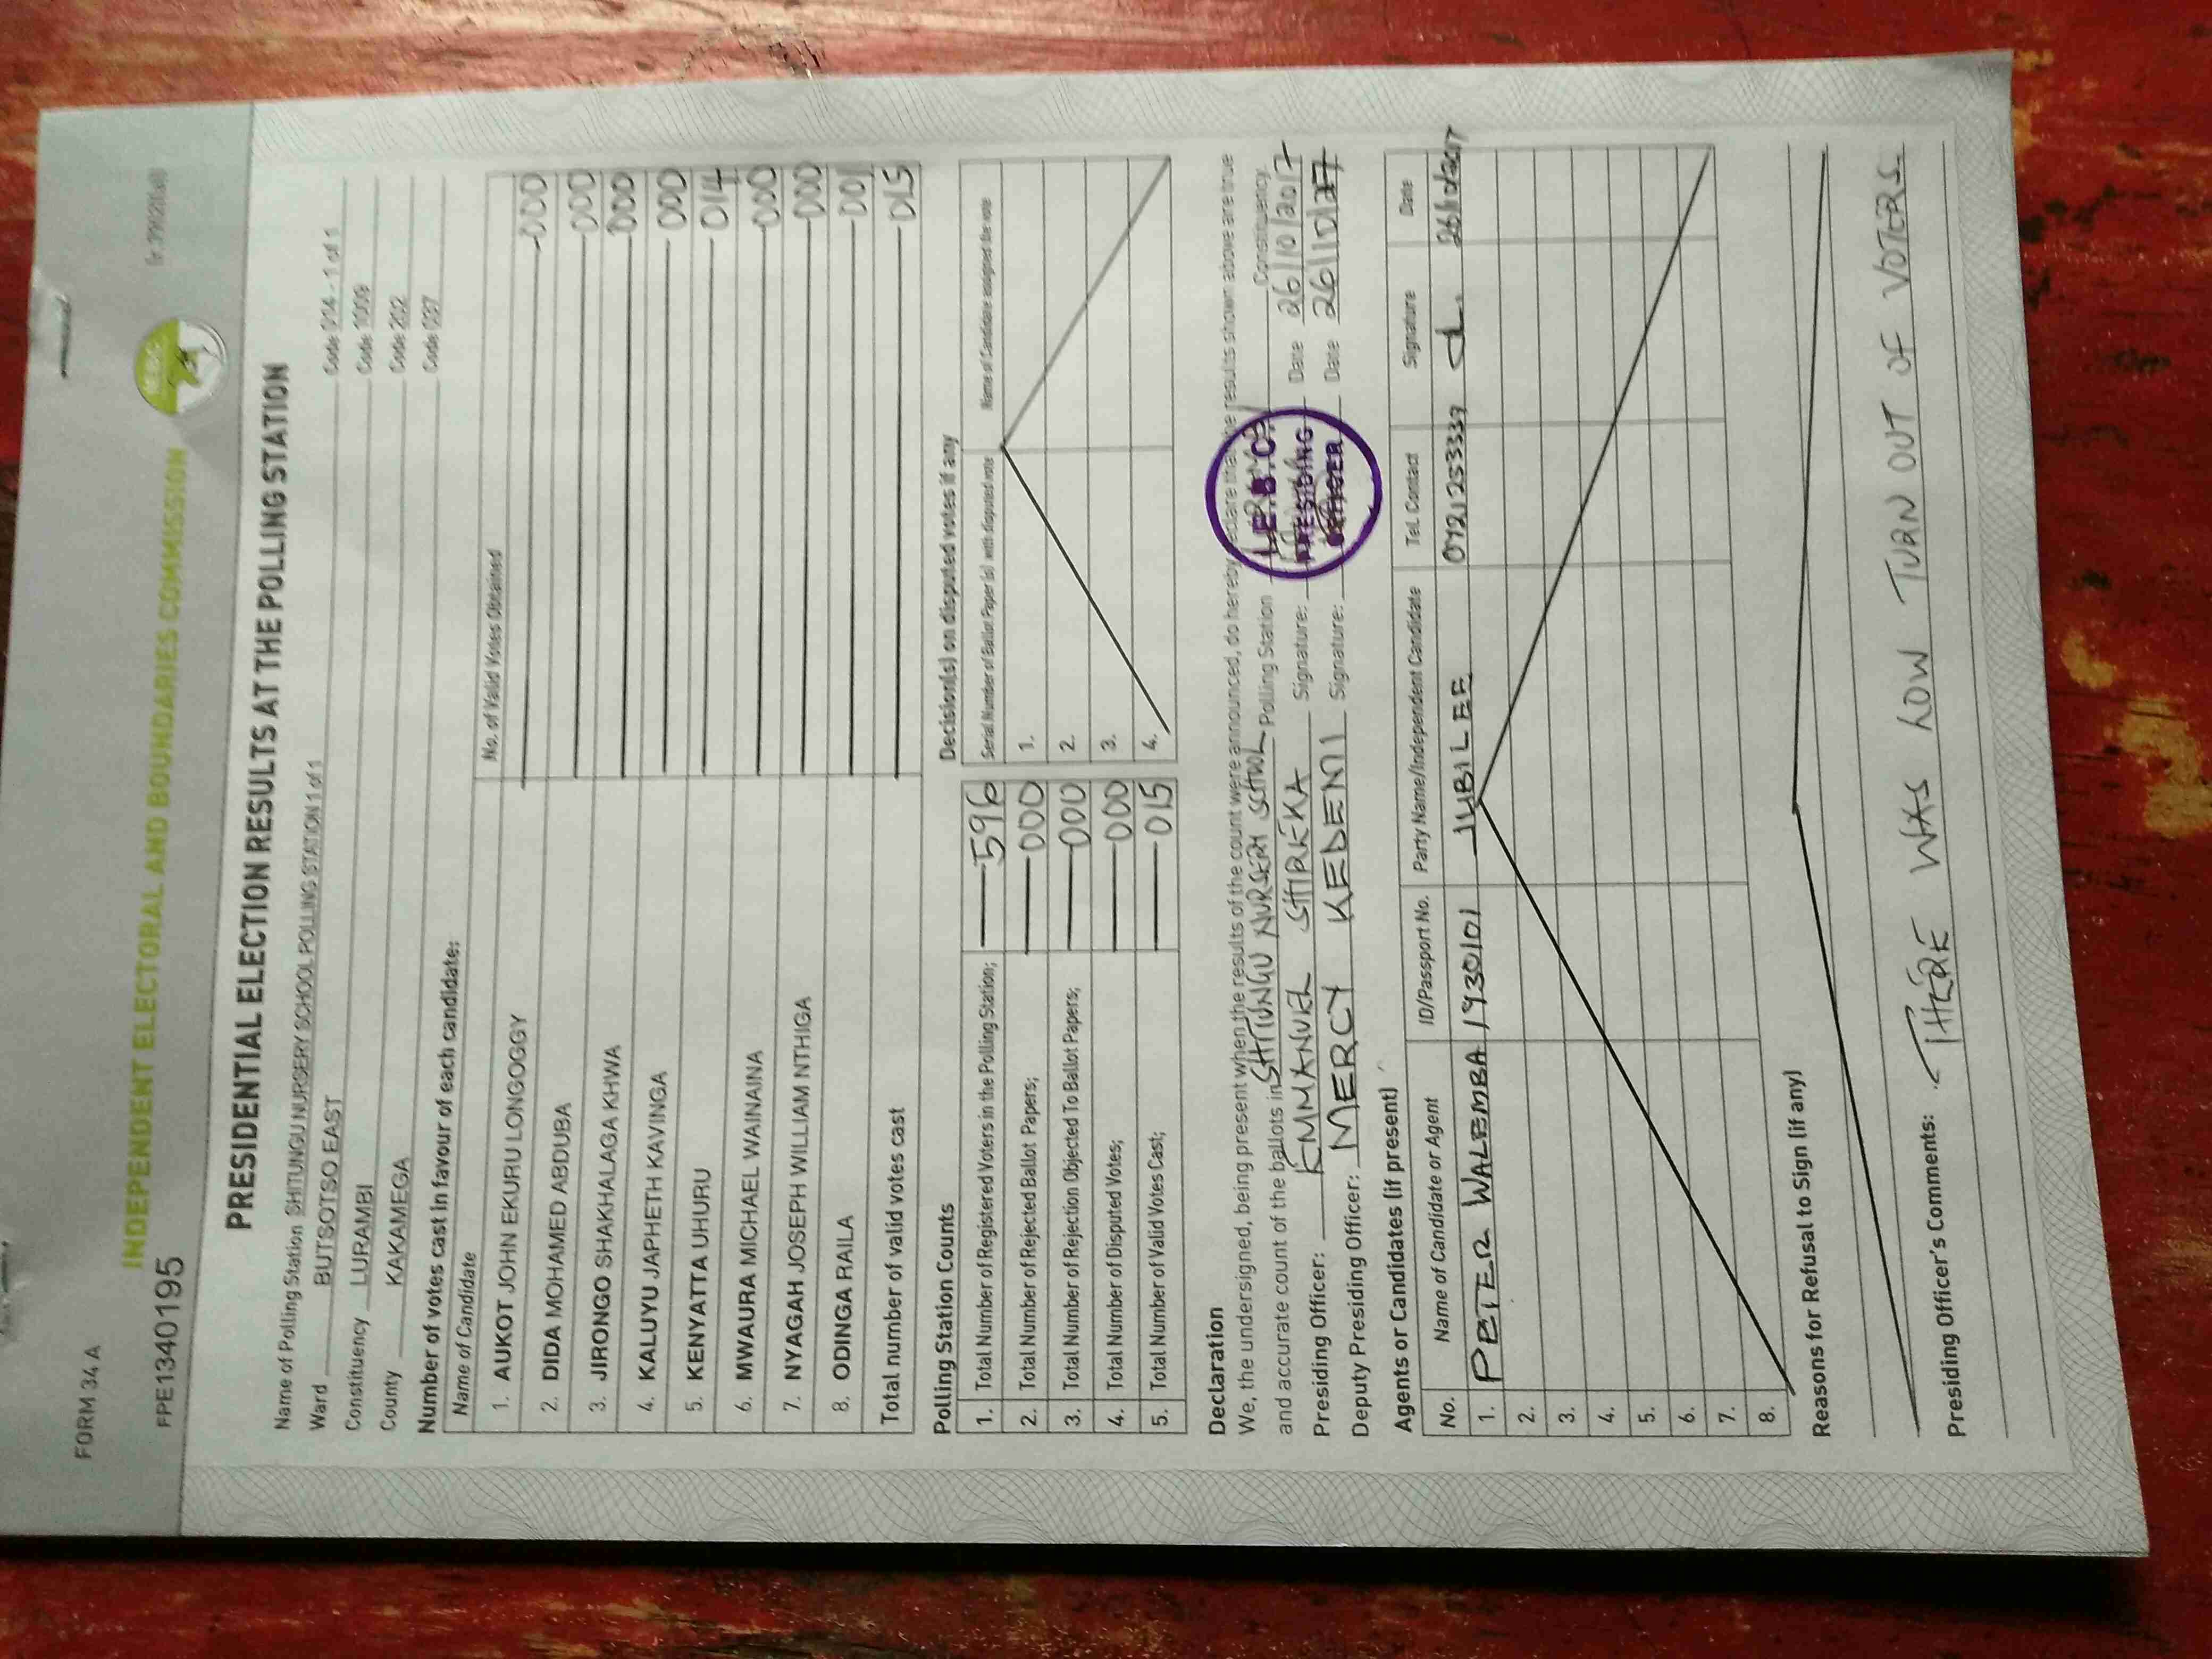 FORM 34 A
INDEPENDENT ELECTORAL AND BOUNDARIES COMMISSION
FPE1340195
PRESIDENTIAL ELECTION RESULTS AT THE POLLING STATION
Name of Polling Station SHITUNGU NURSERY SCHOOL POLLING STATION 1 of 1 Code 014 - 1 of 1
Ward BUTSOTSO EAST Code 1009
Constituency LURAMBI Code 202
County KAKAMEGA Code 037
Number of votes cast in favour of each candidate:
Name of Candidate No. of Valid Votes Obtained
1. AUKOT JOHN EKURU LONGOGGY 000
2. DIDA MOHAMED ABDUBA 000
3. JIRONGO SHAKHALAGA KHWA 000
4. KALUYU JAPHETH KAVINGA 000
5. KENYATTA UHURU 014
6. MWAURA MICHAEL WAINAINA 000
7. NYAGAH JOSEPH WILLIAM NTHIGA 000
8. ODINGA RAILA 001
Total number of valid votes cast 015
Polling Station Counts
1. Total Number of Registered Voters in the Polling Station; 596
2. Total Number of Rejected Ballot Papers; 000
3. Total Number of Rejection Objected To Ballot Papers; 000
4. Total Number of Disputed Votes; 000
5. Total Number of Valid Votes Cast; 015
Decision(s) on disputed votes if any
Serial Number of Ballot Paper (s) with disputed vote Name of Candidate assigned the vote
1.
2.
3.
4.
Declaration
We, the undersigned, being present when the results of the count were announced, do hereby declare that the results shown above are true
and accurate count of the ballots in SHITUNGU NURSERY SCHOOL Polling Station Constituency.
Presiding Officer: EMMANUEL Signature: Date 26/10/2017
Deputy Presiding Officer: MERCY KEDENII Signature: Date 26/10/
I.E.B.C.
PRESIDING
OFFICER
Agents or Candidates (if present)
No. Name of Candidate or Agent ID/Passport No. Party Name/Independent Candidate Tel. Contact Signature Date
1. PETER WALEMBA JUBILEE 26/10/2017
2.
3.
4.
5.
6.
7.
8.
Reasons for Refusal to Sign (if any)
Presiding Officer's Comments: THERE WAS LOW TURN OUT OF VOTERS.